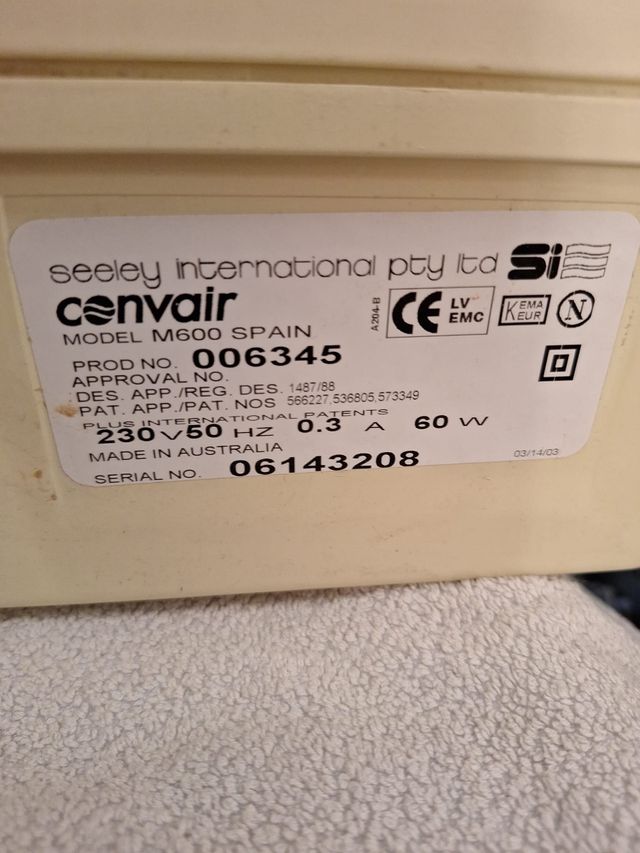 seeley international pty ltd Si
convair
MODEL M600 SPAIN
A204-B
CE LV EMC
KEMA KEUR
N
PROD NO. 006345
APPROVAL NO.
DES. APP./REG. DES. 1487/88
PAT. APP./PAT. NOS 566227,536805,573349
PLUS INTERNATIONAL PATENTS
230 V 50 HZ 0.3 A 60 W
MADE IN AUSTRALIA
03/14/03
SERIAL NO. 06143208